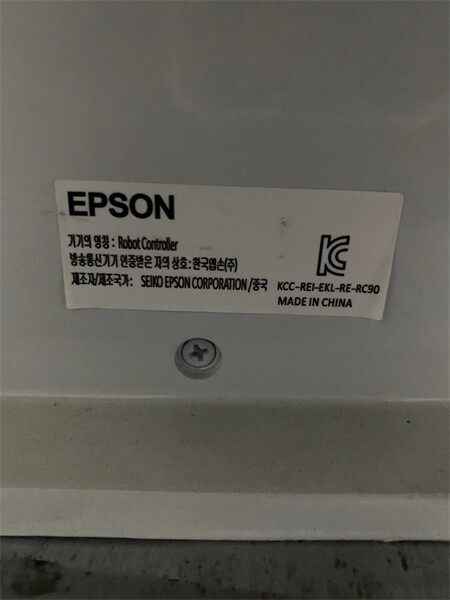 EPSON
기기의 명칭 : Robot Controller
방송통신기기 인증받은 자의 상호 : 한국엡손(주)
제조자/제조국가: SEIKO EPSON CORPORATION /중국
KC
KCC-REI-EKL-RE-RC90
MADE IN CHINA